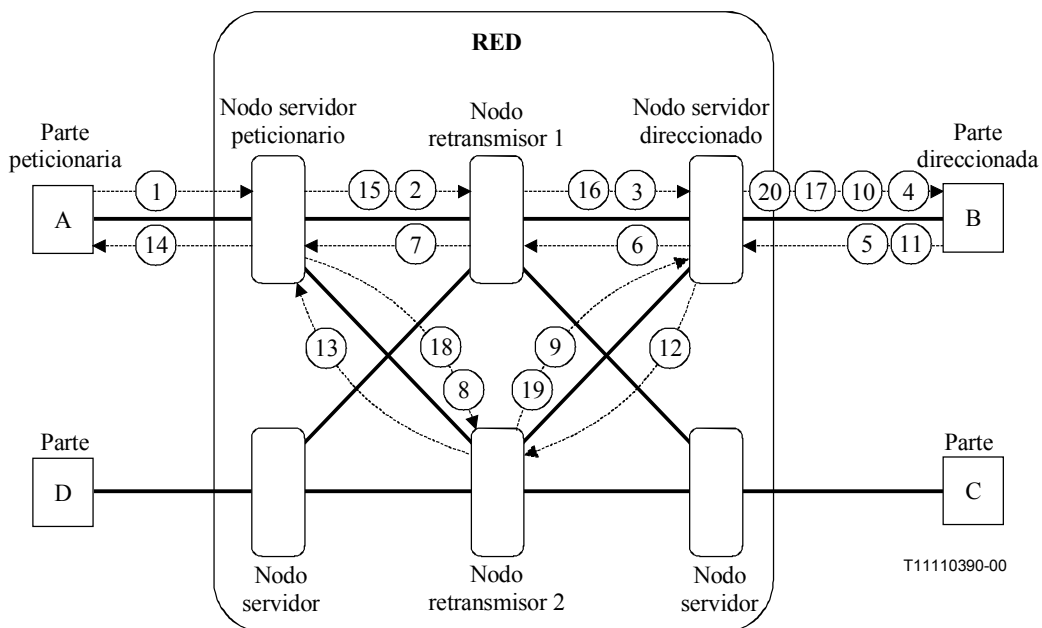 RED
Nodo servidor
peticionario
Nodo
retransmisor 1
Nodo servidor
direccionado
Parte
peticionaria
Parte
direccionada
1
15 2
16 3
20 17 10 4
A
B
14
7
6
5 11
13
18
9
12
8
19
Parte
Parte
D
C
Nodo
servidor
Nodo
retransmisor 2
Nodo
servidor
T11110390-00